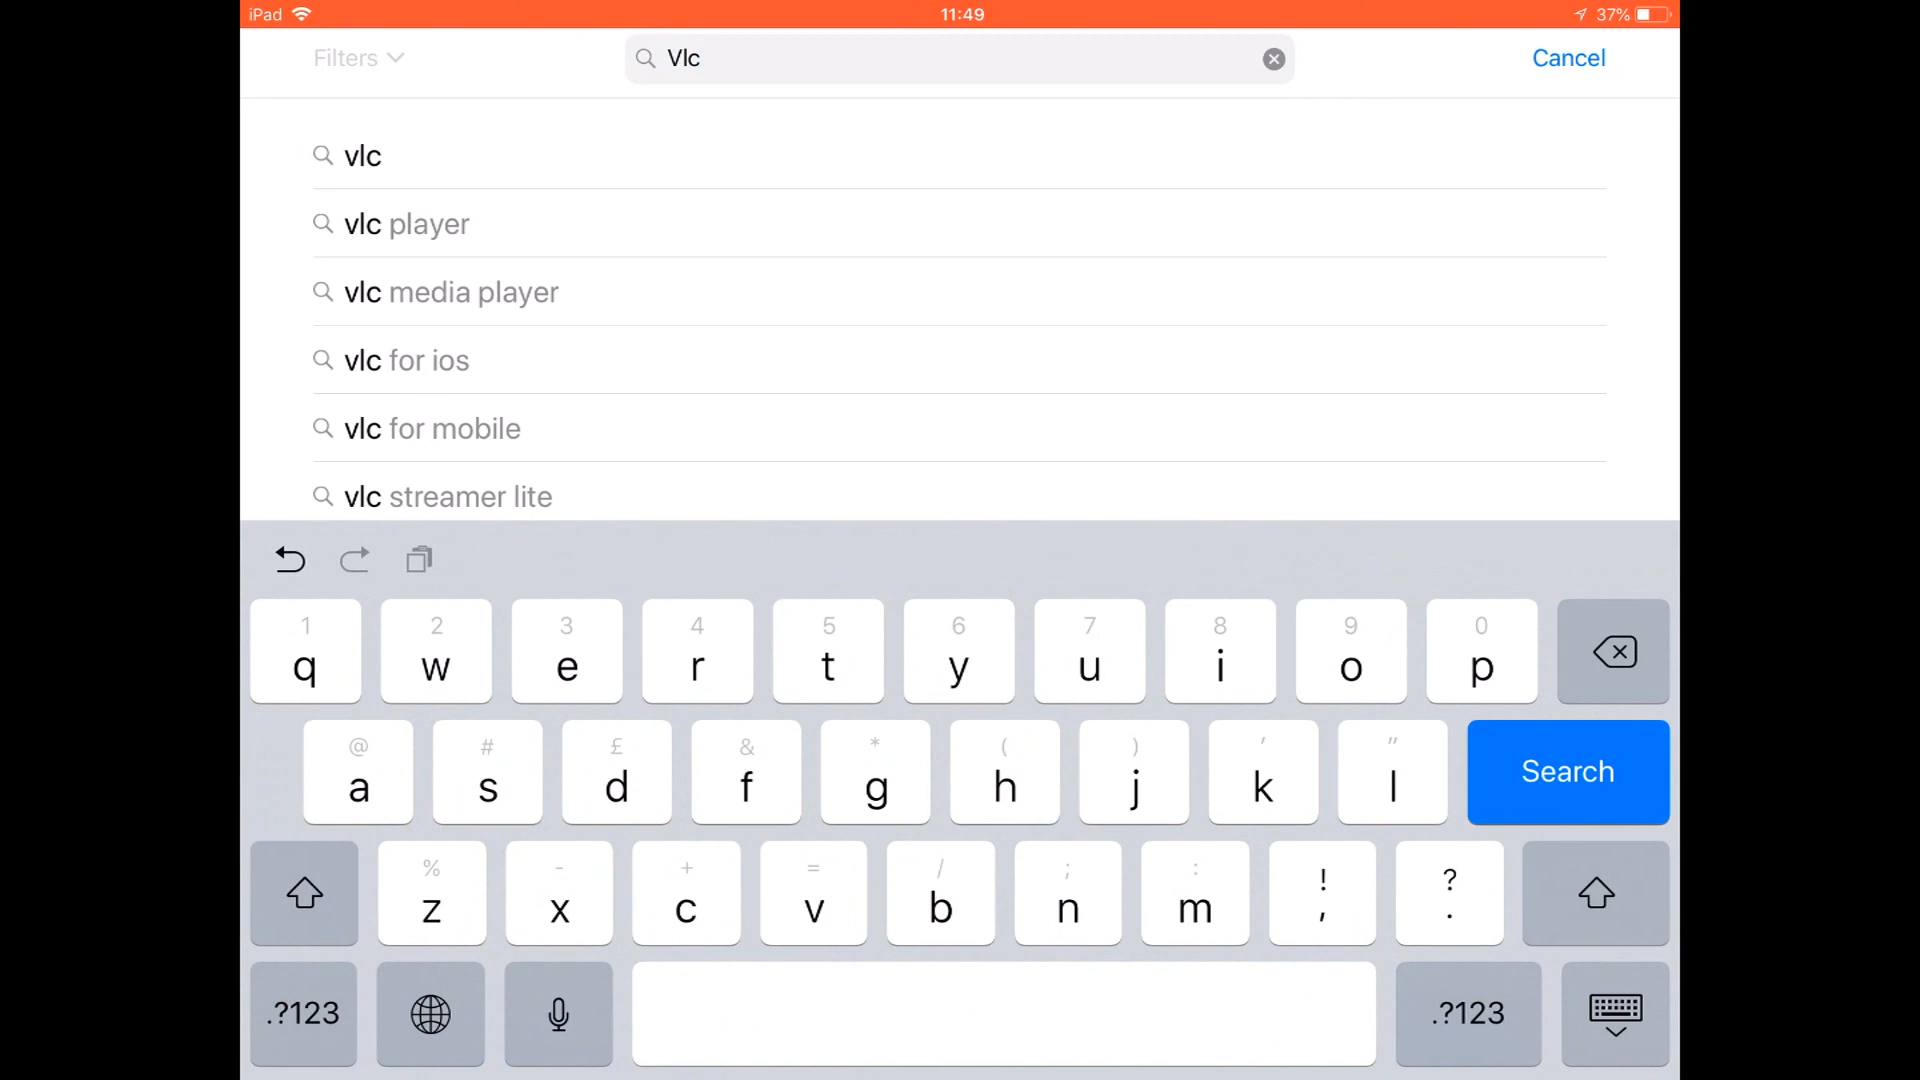 iPad 11:49 37%
Filters Vlc Cancel
vlc
vlc player
vlc media player
vlc for ios
vlc for mobile
vlc streamer lite
1 2 3 4 5 6 7 8 9 0
q w e r t y u i o p
@ # £ & * ( ) ' "
a s d f g h j k l Search
% - + = / ; : ! ?
z x c v b n m , .
.?123 .?123